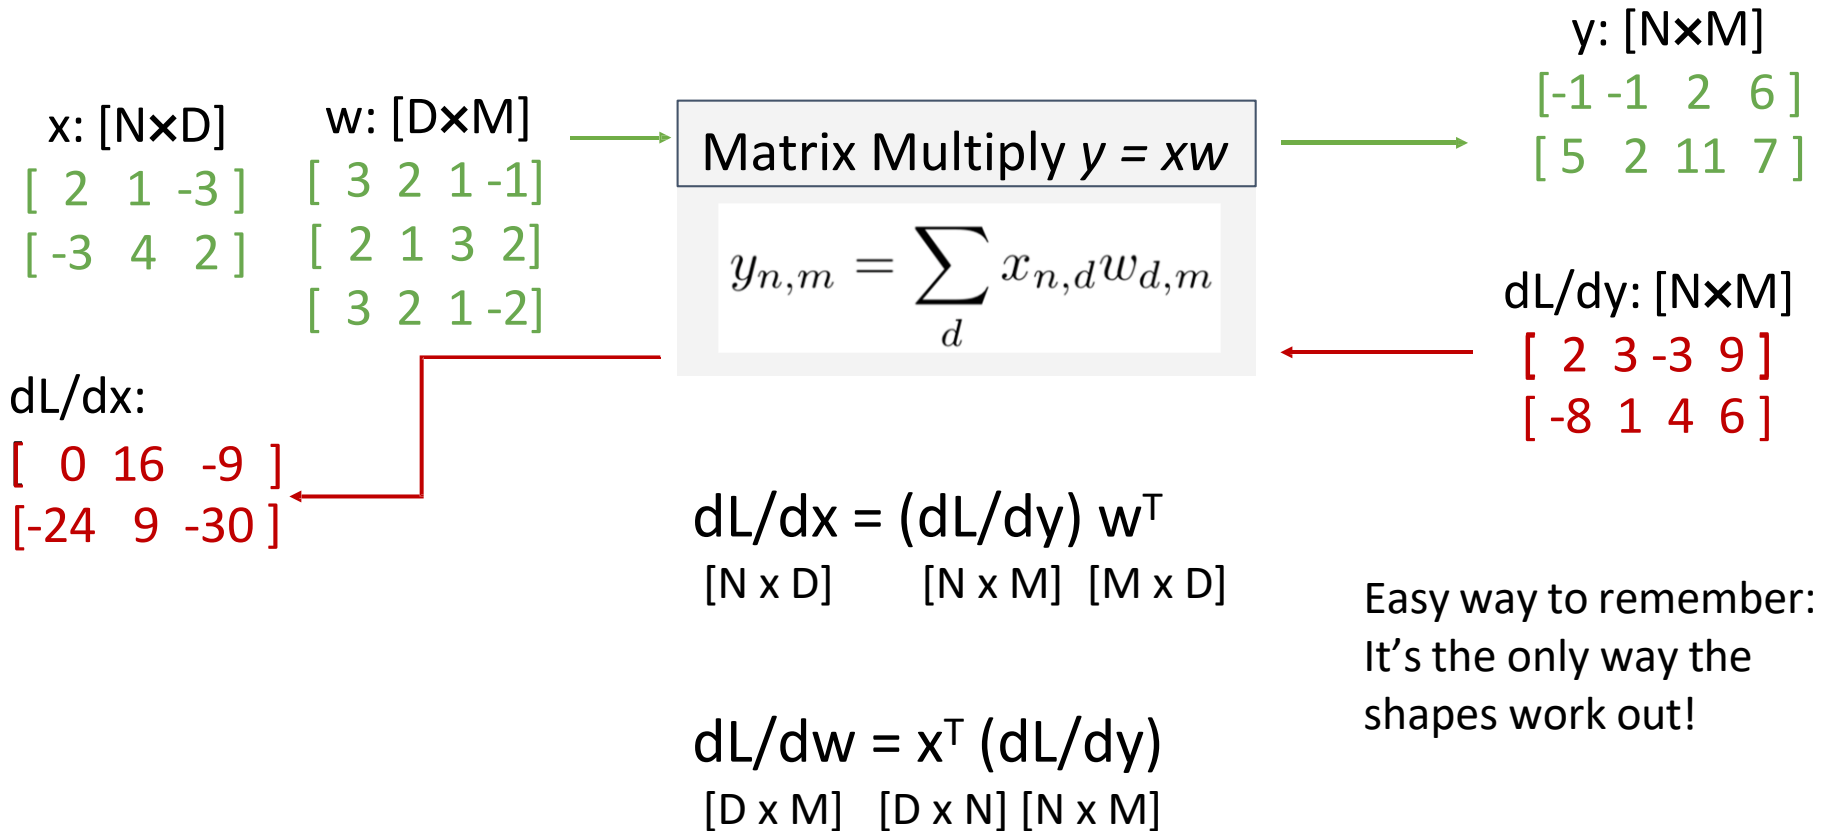 x: [N×D]
[ 2 1 -3 ]
[ -3 4 2 ]
w: [D×M]
[ 3 2 1 -1]
[ 2 1 3 2]
[ 3 2 1 -2]
Matrix Multiply y = xw
y_{n,m} = \sum_d x_{n,d} w_{d,m}
y: [N×M]
[-1 -1 2 6 ]
[ 5 2 11 7 ]
dL/dy: [N×M]
[ 2 3 -3 9 ]
[ -8 1 4 6 ]
dL/dx:
[ 0 16 -9 ]
[-24 9 -30 ]
dL/dx = (dL/dy) wᵀ
[N x D] [N x M] [M x D]
dL/dw = xᵀ (dL/dy)
[D x M] [D x N] [N x M]
Easy way to remember:
It’s the only way the
shapes work out!